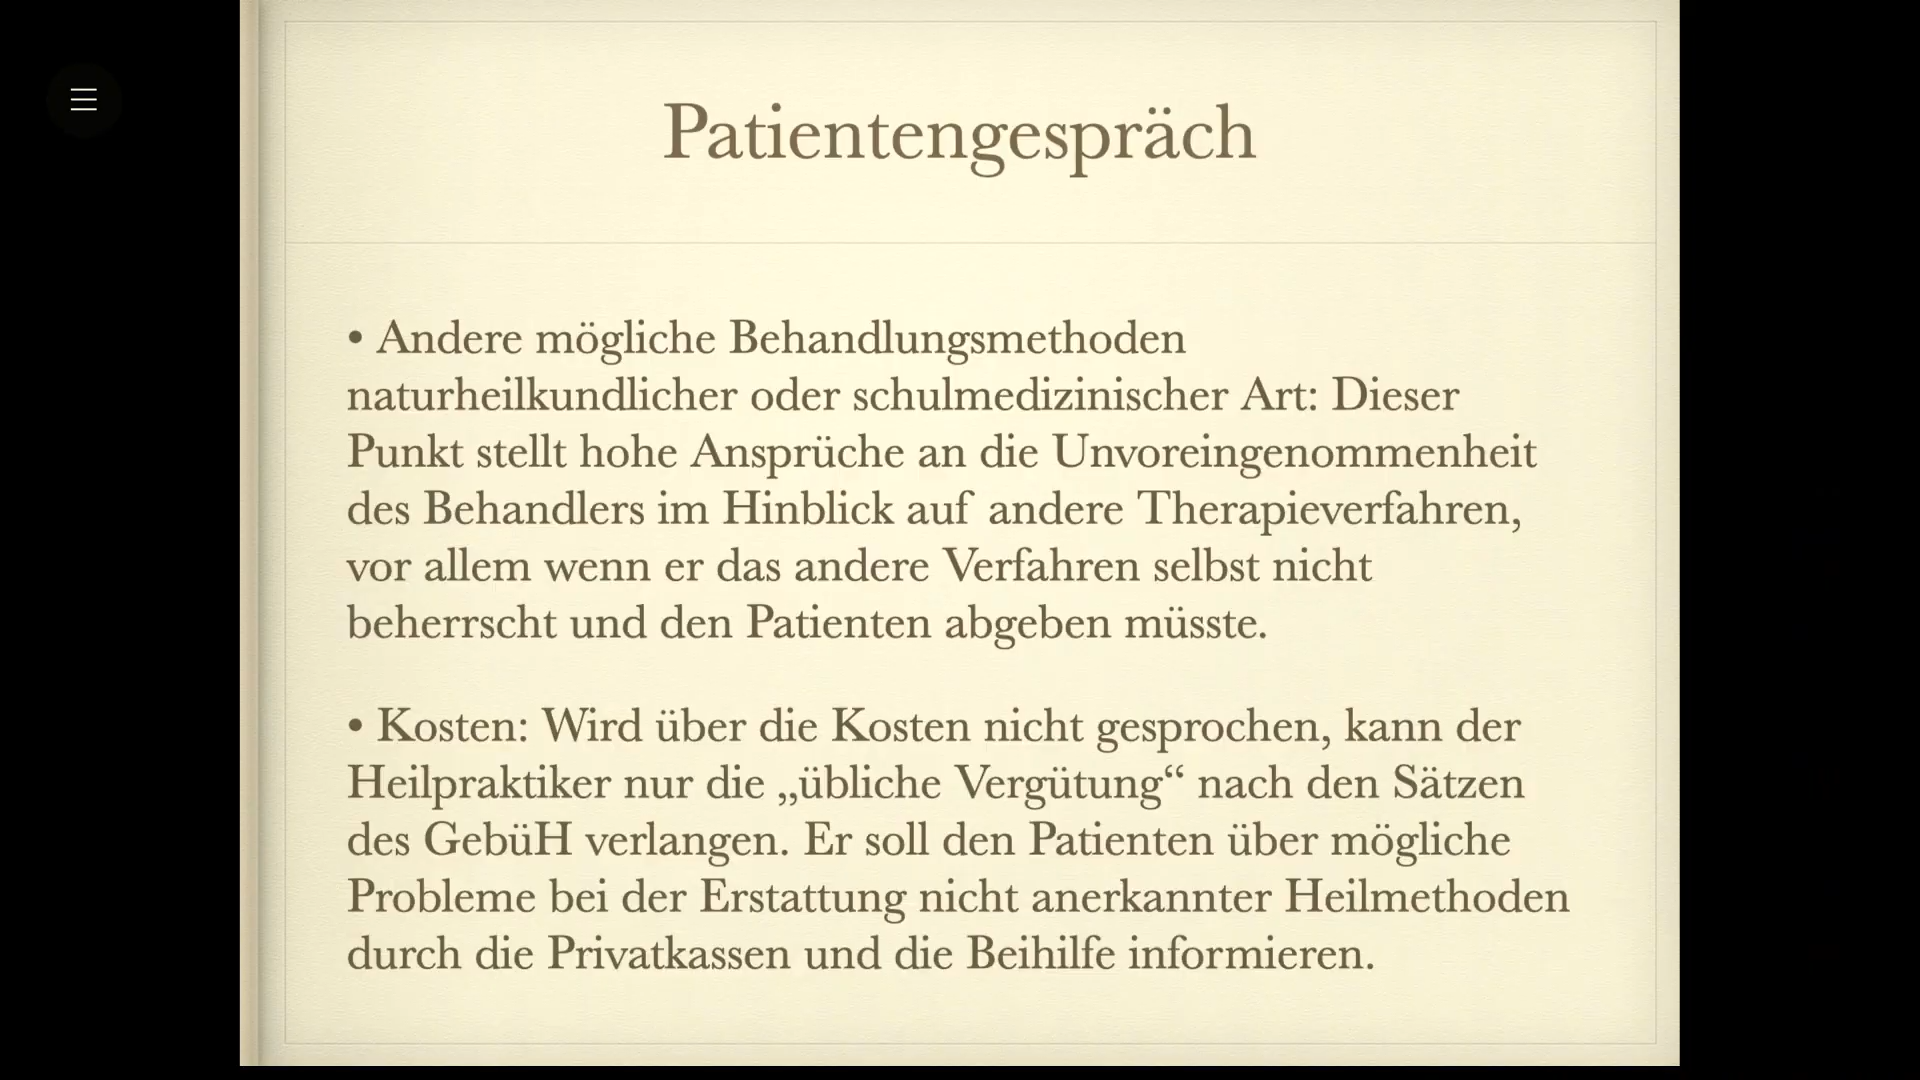 Patientengespräch
• Andere mögliche Behandlungsmethoden
naturheilkundlicher oder schulmedizinischer Art: Dieser
Punkt stellt hohe Ansprüche an die Unvoreingenommenheit
des Behandlers im Hinblick auf andere Therapieverfahren,
vor allem wenn er das andere Verfahren selbst nicht
beherrscht und den Patienten abgeben müsste.
• Kosten: Wird über die Kosten nicht gesprochen, kann der
Heilpraktiker nur die „übliche Vergütung“ nach den Sätzen
des GebüH verlangen. Er soll den Patienten über mögliche
Probleme bei der Erstattung nicht anerkannter Heilmethoden
durch die Privatkassen und die Beihilfe informieren.